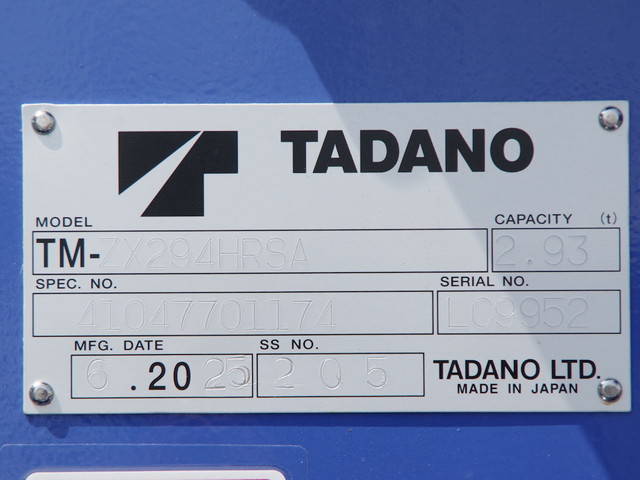 TADANO
MODEL
CAPACITY (t)
TM-ZX294HRSA
2.93
SPEC. NO.
SERIAL NO.
41047701174
LC9952
MFG. DATE
SS NO.
6 .2025
205
TADANO LTD.
MADE IN JAPAN